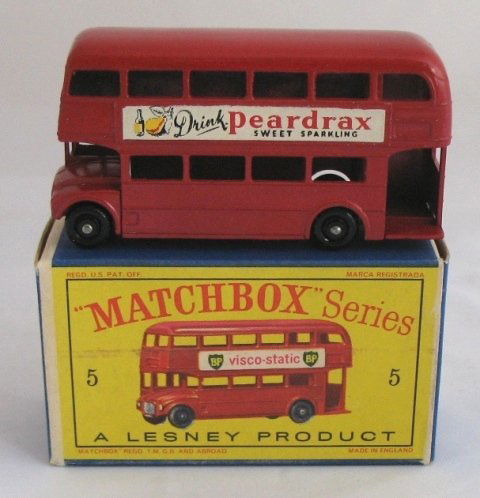 Drink Peardrax
SWEET SPARKLING
REGD. U.S. PAT. OFF. MARCA REGISTRADA
"MATCHBOX" Series
BP visco-static BP
5 5
A LESNEY PRODUCT
"MATCHBOX" REGD. T.M. G.B. AND ABROAD MADE IN ENGLAND